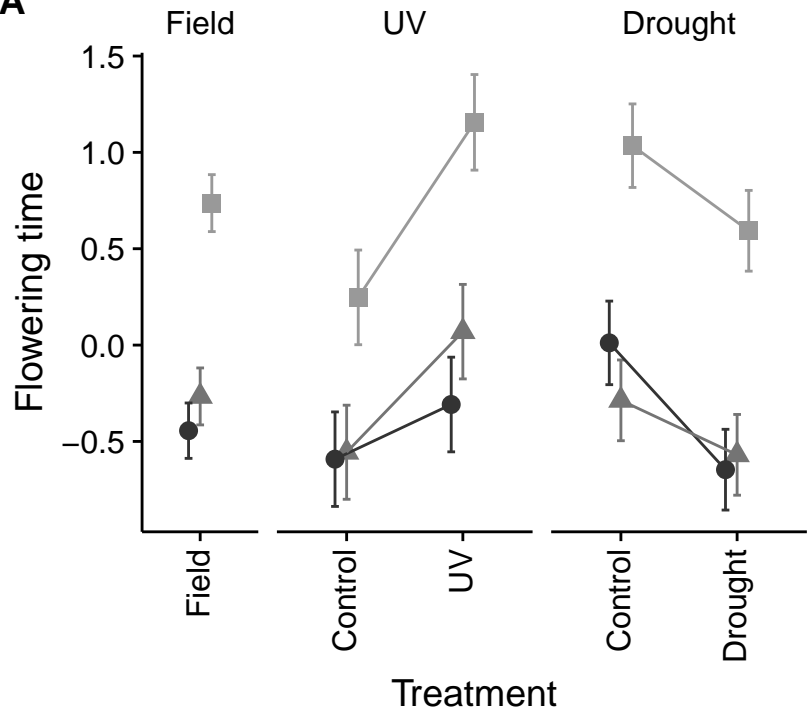 A
Field UV Drought
1.5
1.0
0.5
0.0
−0.5
Flowering time
Field
Control
UV
Control
Drought
Treatment